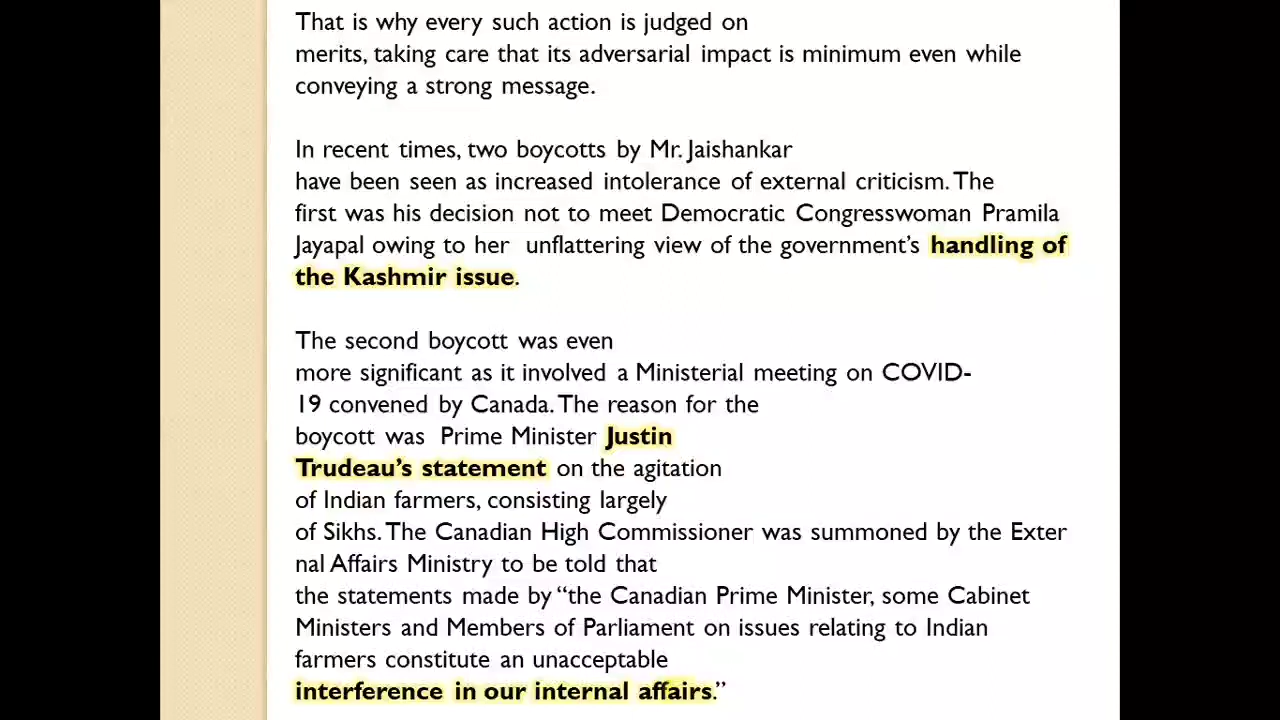 That is why every such action is judged on
merits, taking care that its adversarial impact is minimum even while
conveying a strong message.
In recent times, two boycotts by Mr. Jaishankar
have been seen as increased intolerance of external criticism. The
first was his decision not to meet Democratic Congresswoman Pramila
Jayapal owing to her unflattering view of the government’s handling of
the Kashmir issue.
The second boycott was even
more significant as it involved a Ministerial meeting on COVID-
19 convened by Canada. The reason for the
boycott was Prime Minister Justin
Trudeau’s statement on the agitation
of Indian farmers, consisting largely
of Sikhs. The Canadian High Commissioner was summoned by the Exter
nal Affairs Ministry to be told that
the statements made by “the Canadian Prime Minister, some Cabinet
Ministers and Members of Parliament on issues relating to Indian
farmers constitute an unacceptable
interference in our internal affairs.”